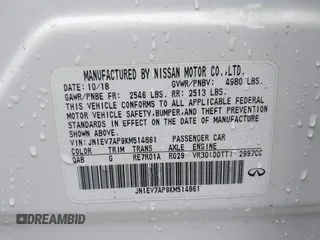 MANUFACTURED BY NISSAN MOTOR CO.,LTD.
10/18 GVWR/PNBV: 4980 LBS.
GAWR/PNBE FR: 2546 LBS. RR: 2513 LBS.
THIS CAR CONFORMS TO ALL APPLICABLE FEDERAL
MOTOR VEHICLE SAFETY,BUMPER,AND THEFT PREVENTION
STANDARDS IN EFFECT ON THE DATE OF MANUFACTURE
SHOWN ABOVE.
VIN: JN1EV7AP9KM514861 PASSENGER CAR
COLOR TRIM TRANS AXLE ENGINE
QAB G RE7R01A RG29 VR30(DDTT) 2997CC
JN1EV7AP9KM514861
INFINITI
DREAMBID